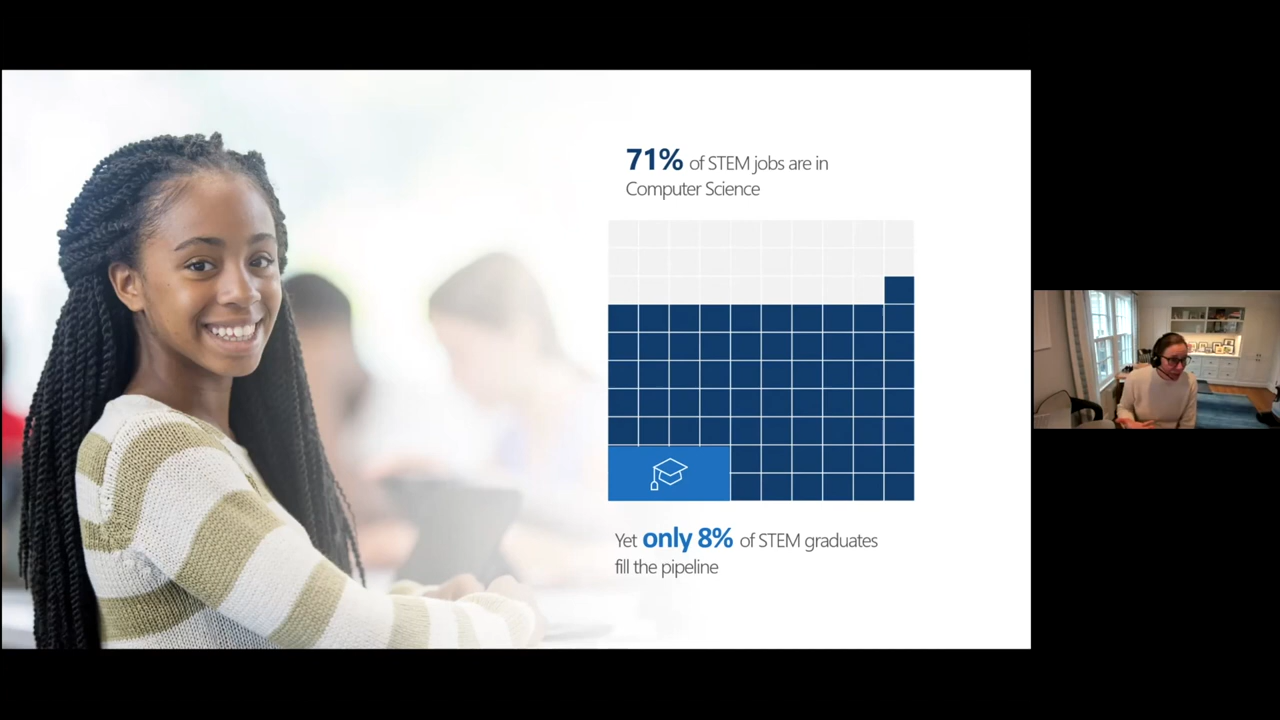 71% of STEM jobs are in
Computer Science
Yet only 8% of STEM graduates
fill the pipeline